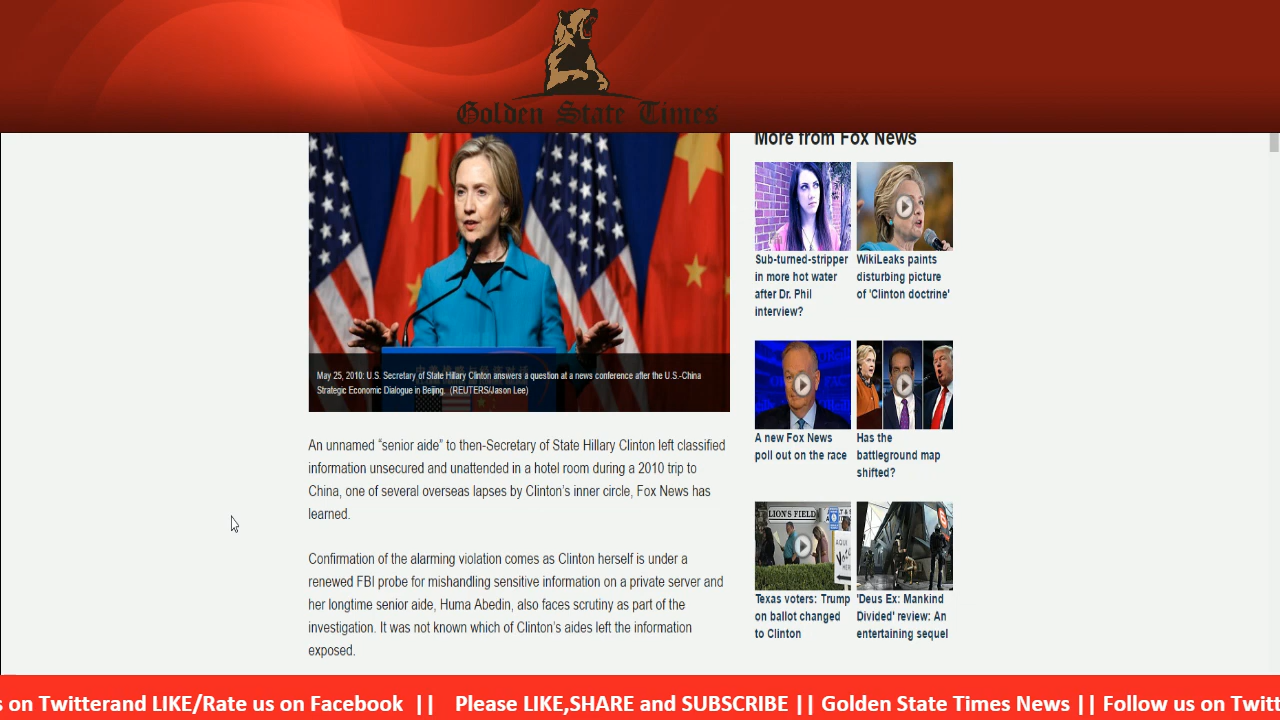 Golden State Times
More from Fox News
May 25, 2010: U.S. Secretary of State Hillary Clinton answers a question at a news conference after the U.S.-China
Strategic Economic Dialogue in Beijing. (REUTERS/Jason Lee)
An unnamed “senior aide” to then-Secretary of State Hillary Clinton left classified
information unsecured and unattended in a hotel room during a 2010 trip to
China, one of several overseas lapses by Clinton’s inner circle, Fox News has
learned.
Confirmation of the alarming violation comes as Clinton herself is under a
renewed FBI probe for mishandling sensitive information on a private server and
her longtime senior aide, Huma Abedin, also faces scrutiny as part of the
investigation. It was not known which of Clinton’s aides left the information
exposed.
Sub-turned-stripper
in more hot water
after Dr. Phil
interview?
WikiLeaks paints
disturbing picture
of 'Clinton doctrine'
A new Fox News
poll out on the race
Has the
battleground map
shifted?
LION'S FIELD
AQUI
Texas voters: Trump
on ballot changed
to Clinton
'Deus Ex: Mankind
Divided' review: An
entertaining sequel
s on Twitterand LIKE/Rate us on Facebook || Please LIKE,SHARE and SUBSCRIBE || Golden State Times News || Follow us on Twitt